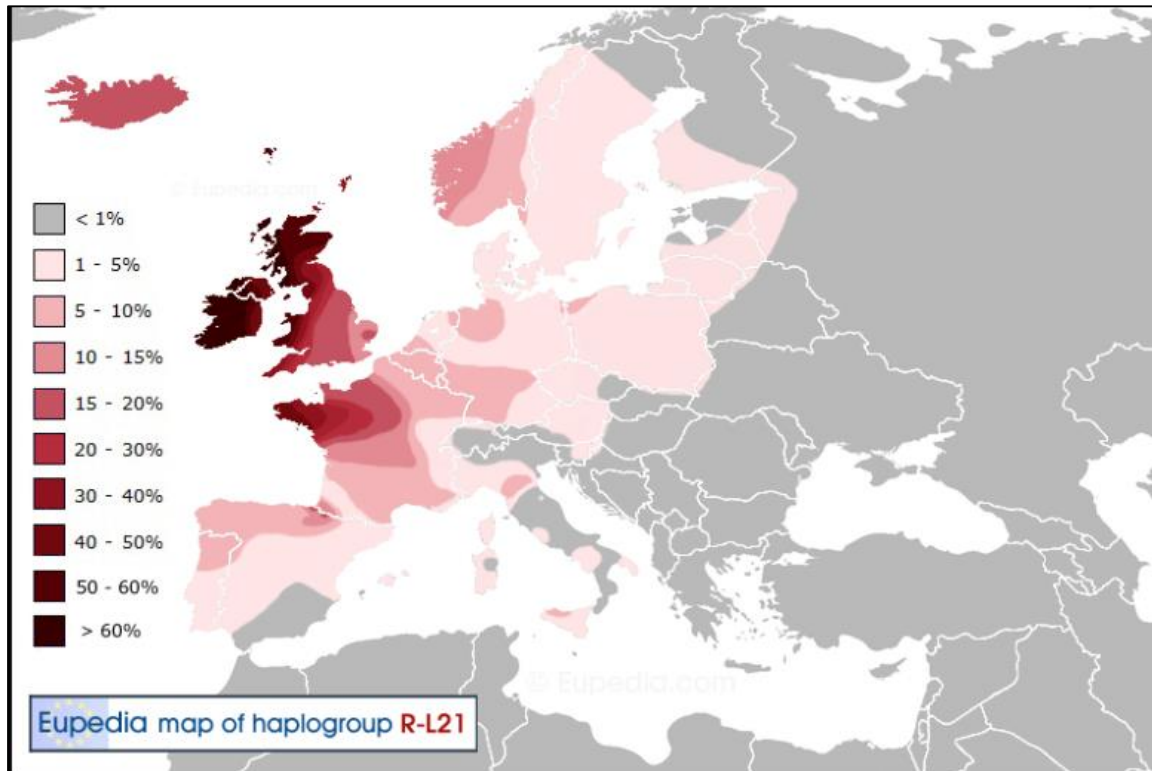 © Eupedia.com
< 1%
1 - 5%
5 - 10%
10 - 15%
15 - 20%
20 - 30%
30 - 40%
40 - 50%
50 - 60%
> 60%
© Eupedia.com
Eupedia map of haplogroup R-L21